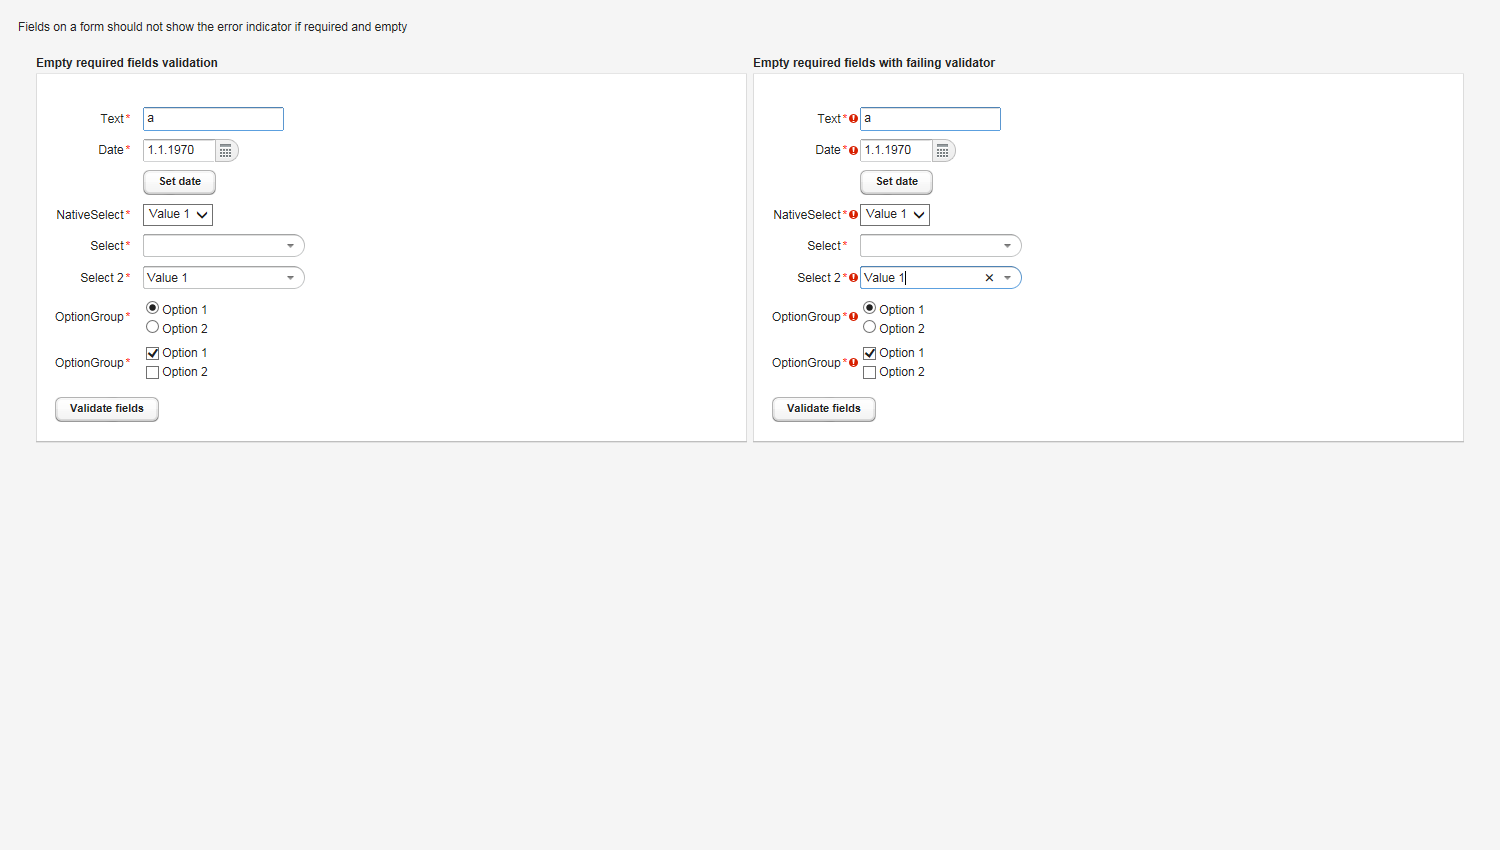 Fields on a form should not show the error indicator if required and empty
Empty required fields validation
Text* a
Date* 1.1.1970
Set date
NativeSelect* Value 1
Select*
Select 2* Value 1
OptionGroup*
Option 1
Option 2
OptionGroup*
Option 1
Option 2
Validate fields
Empty required fields with failing validator
Text* a
Date* 1.1.1970
Set date
NativeSelect* Value 1
Select*
Select 2* Value 1
OptionGroup*
Option 1
Option 2
OptionGroup*
Option 1
Option 2
Validate fields